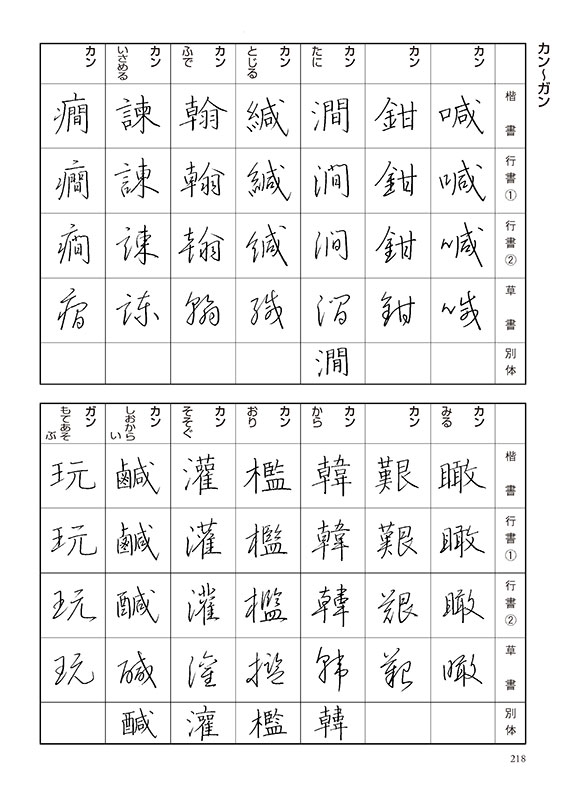 カン〜ガン
楷書 行書① 行書② 草書 別体
カン 喊 喊 喊 喊
カン 鉗 鉗 鉗 鉗
カン たに 澗 澗 澗 澗 澗
カン とじる 緘 緘 緘 緘
カン ふで 翰 翰 翰 翰
カン いさめる 諫 諫 諫 諫
カン 癇 癇 癇 癇
楷書 行書① 行書② 草書 別体
カン みる 瞰 瞰 瞰 瞰
カン 艱 艱 艱 艱
カン から 韓 韓 韓 韓 韓
カン おり 檻 檻 檻 檻 檻
カン そそぐ 灌 灌 灌 灌 灌
カン しおからい 鹹 鹹 醎 醎 醎
ガン もてあそぶ 玩 玩 玩 玩
218